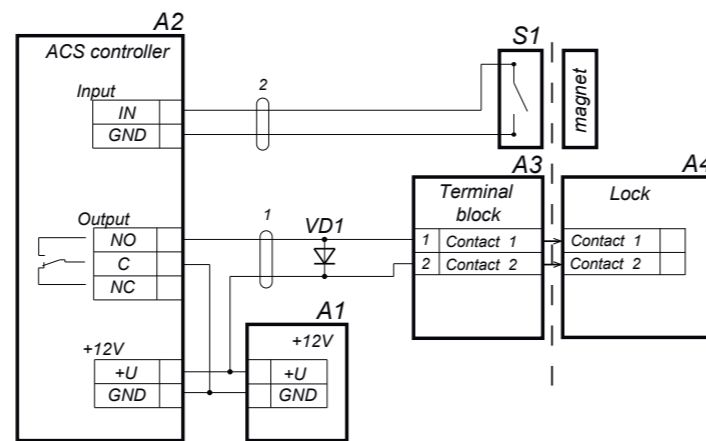 A2
ACS controller
Input
IN
GND
2
S1
magnet
Output
NO
C
NC
1
VD1
A3
Terminal
block
1 Contact 1
2 Contact 2
A4
Lock
Contact 1
Contact 2
+12V
+U
GND
A1
+12V
+U
GND